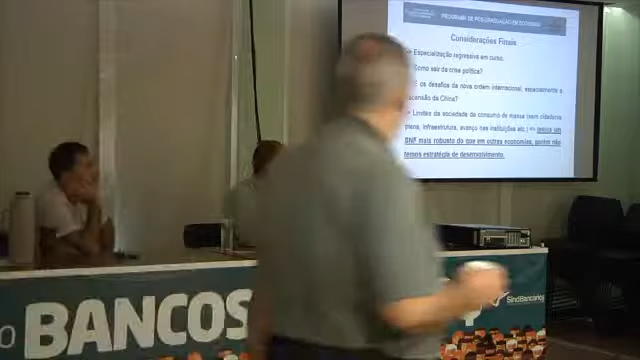 PROGRAMA DE PÓS-GRADUAÇÃO EM ECONOMIA
Considerações Finais
Especialização regressiva em curso.
Como sair da crise política?
E os desafios da nova ordem internacional, especialmente a
ascensão da China?
Limites da sociedade de consumo de massa (sem cidadania
plena, infraestrutura, avanço nas instituições etc.)
SNF mais robusto do que em outras economias, porém não
temos estratégia de desenvolvimento.
O BANCOS
SindBancários